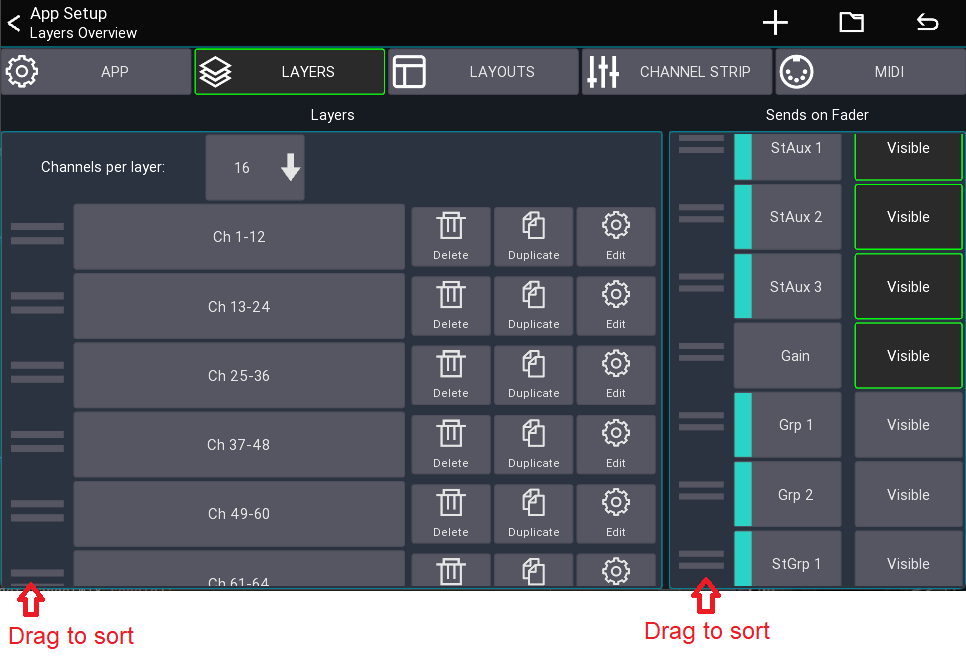 App Setup
Layers Overview
APP
LAYERS
LAYOUTS
CHANNEL STRIP
MIDI
Layers
Sends on Fader
Channels per layer:
16
Ch 1-12
Delete
Duplicate
Edit
Ch 13-24
Delete
Duplicate
Edit
Ch 25-36
Delete
Duplicate
Edit
Ch 37-48
Delete
Duplicate
Edit
Ch 49-60
Delete
Duplicate
Edit
Ch 61-64
StAux 1
Visible
StAux 2
Visible
StAux 3
Visible
Gain
Visible
Grp 1
Visible
Grp 2
Visible
StGrp 1
Visible
Drag to sort
Drag to sort